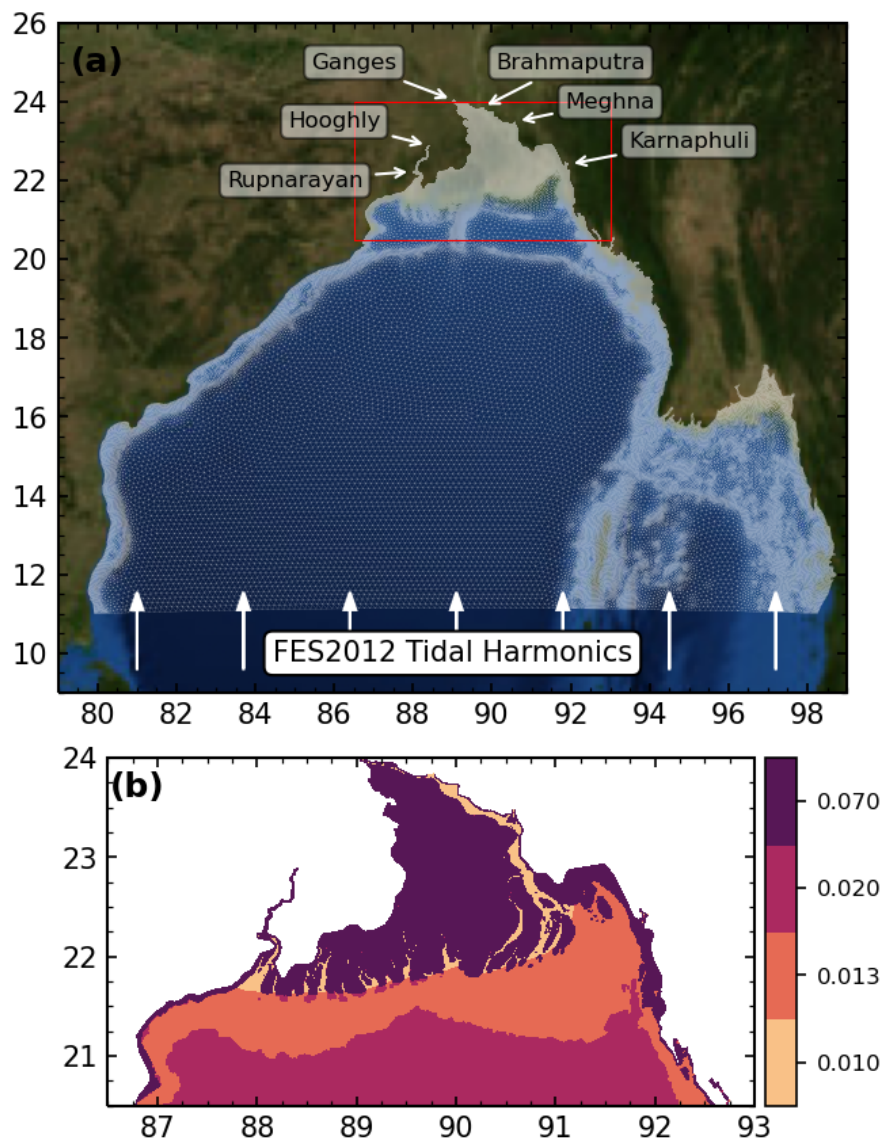 26
(a)
Ganges
Brahmaputra
24
Meghna
Hooghly
Karnaphuli
22
Rupnarayan
20
18
16
14
12
10
FES2012 Tidal Harmonics
80 82 84 86 88 90 92 94 96 98
24
(b)
0.070
23
0.020
22
0.013
21
0.010
87 88 89 90 91 92 93